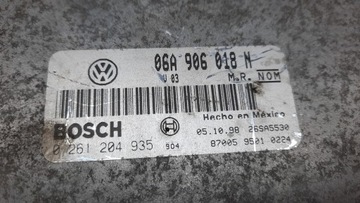 06A 906 018 N
V 03
M.R. NOM
Hecho en México
BOSCH
05.10.98 26SA5530
0 261 204 935 904
87005 9501 0224